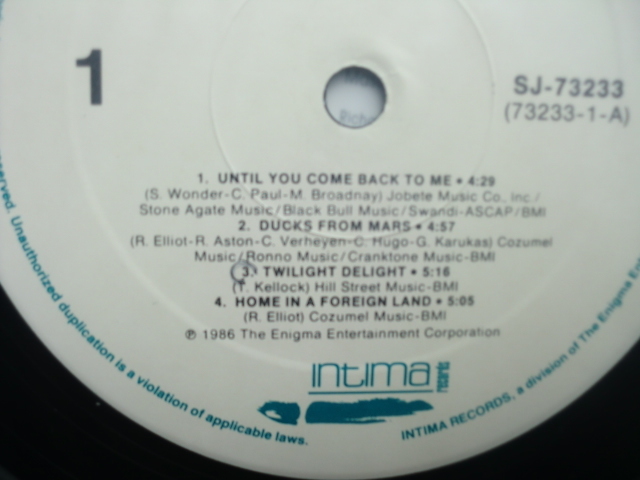 1
SJ-73233
(73233-1-A)
1. UNTIL YOU COME BACK TO ME • 4:29
(S. Wonder-C. Paul-M. Broadnay) Jobete Music Co., Inc./
Stone Agate Music/Black Bull Music/Swandi-ASCAP/BMI
2. DUCKS FROM MARS • 4:57
(R. Elliot-R. Aston-C. Verheyen-C. Hugo-G. Karukas) Cozumel
Music/Ronno Music/Cranktone Music-BMI
3. TWILIGHT DELIGHT • 5:16
(T. Kellock) Hill Street Music-BMI
4. HOME IN A FOREIGN LAND • 5:05
(R. Elliot) Cozumel Music-BMI
℗ 1986 The Enigma Entertainment Corporation
intima
records
reserved. Unauthorized duplication is a violation of applicable laws.
INTIMA RECORDS, a division of The Enigma